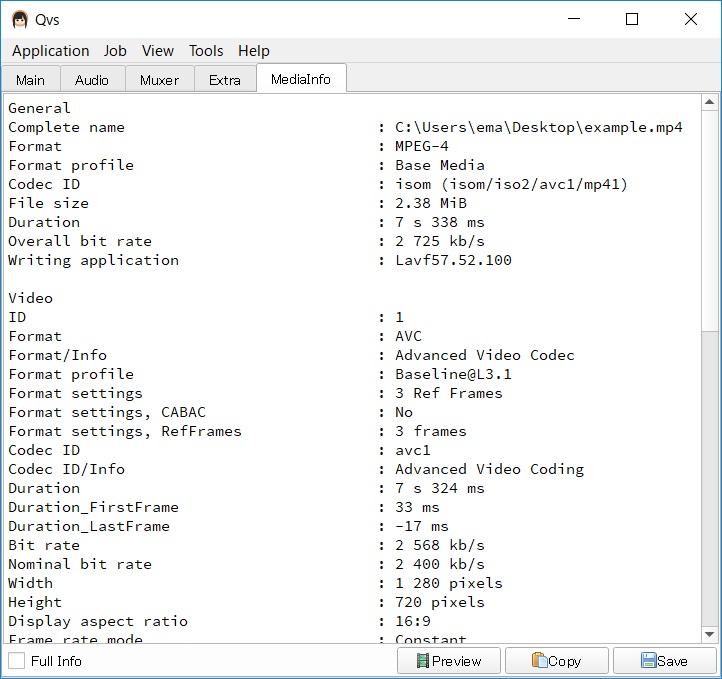 Qvs
Application Job View Tools Help
Main Audio Muxer Extra MediaInfo
General
Complete name : C:\Users\ema\Desktop\example.mp4
Format : MPEG-4
Format profile : Base Media
Codec ID : isom (isom/iso2/avc1/mp41)
File size : 2.38 MiB
Duration : 7 s 338 ms
Overall bit rate : 2 725 kb/s
Writing application : Lavf57.52.100
Video
ID : 1
Format : AVC
Format/Info : Advanced Video Codec
Format profile : Baseline@L3.1
Format settings : 3 Ref Frames
Format settings, CABAC : No
Format settings, RefFrames : 3 frames
Codec ID : avc1
Codec ID/Info : Advanced Video Coding
Duration : 7 s 324 ms
Duration_FirstFrame : 33 ms
Duration_LastFrame : -17 ms
Bit rate : 2 568 kb/s
Nominal bit rate : 2 400 kb/s
Width : 1 280 pixels
Height : 720 pixels
Display aspect ratio : 16:9
Frame rate mode : Constant
Full Info Preview Copy Save